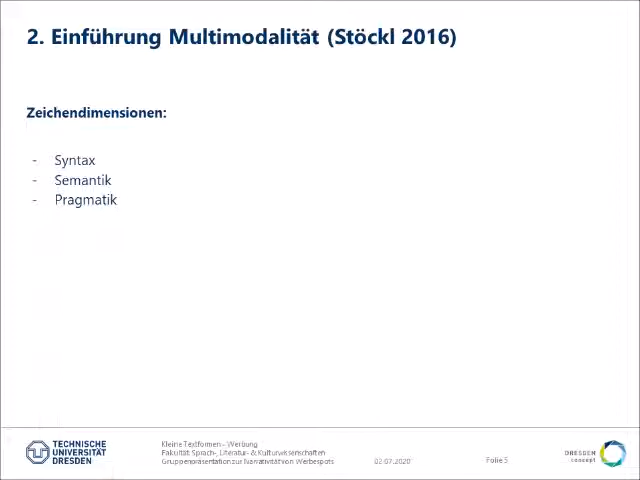 2. Einführung Multimodalität (Stöckl 2016)
Zeichendimensionen:
- Syntax
- Semantik
- Pragmatik
TECHNISCHE
UNIVERSITÄT
DRESDEN
Kleine Textformen – Werbung
Fakultät Sprach-, Literatur- & Kulturwissenschaften
Gruppenpräsentation zur Narrativität von Werbespots
02.07.2020
Folie 5
DRESDEN
concept